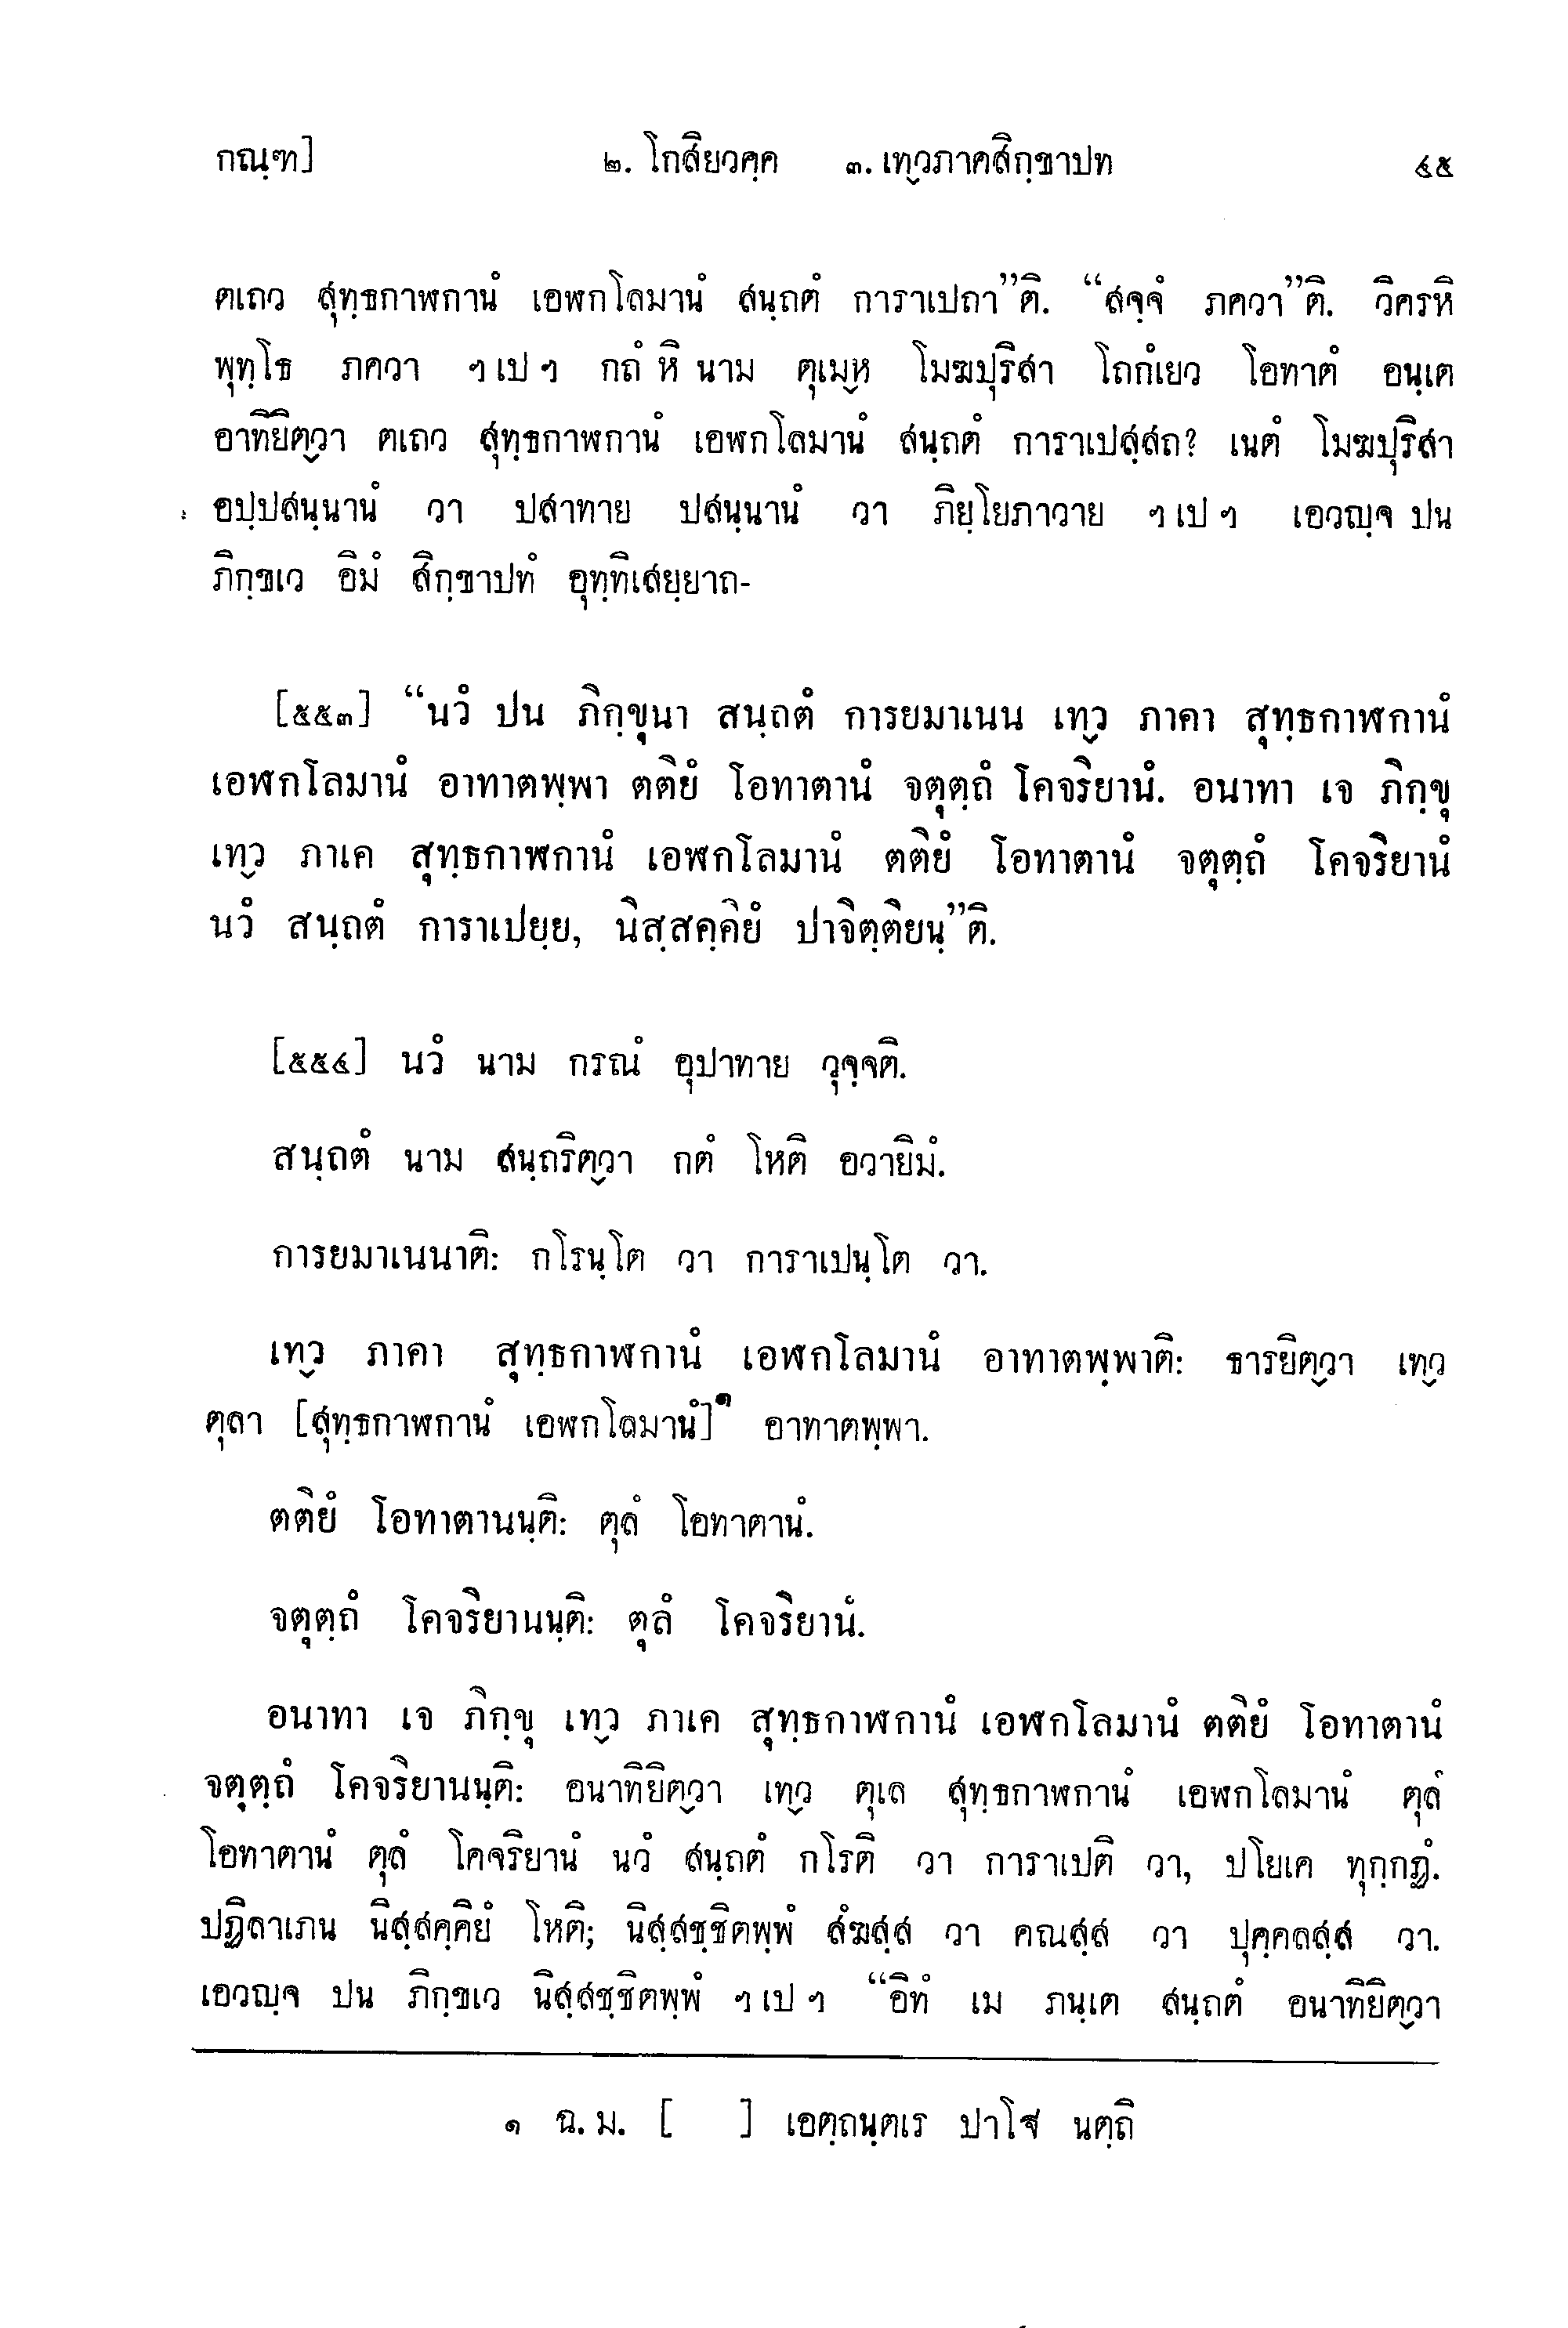 กณฺฑ] ๒. โกสิยวคฺค ๓. เทฺวภาคสิกฺขาปท ๔๕
ตเถว สุทฺธกาฬกานํ เอฬกโลมานํ สนฺถตํ การาเปถา”ติ. “สจฺจํ ภควา”ติ. วิครหิ
พุทฺโธ ภควา ฯ เป ฯ กถํ หิ นาม ตุเมฺห โมฆปุริสา โถกํเยว โอทาตํ อนฺเต
อาทิยิตฺวา ตเถว สุทฺธกาฬกานํ เอฬกโลมานํ สนฺถตํ การาเปสฺสถ? เนตํ โมฆปุริสา
อปฺปสนฺนานํ วา ปสาทาย ปสนฺนานํ วา ภิยฺโยภาวาย ฯ เป ฯ เอวญฺจ ปน
ภิกฺขเว อิมํ สิกฺขาปทํ อุทฺทิเสยฺยาถ-
[๕๕๓] “นวํ ปน ภิกฺขุนา สนฺถตํ การยมาเนน เทฺว ภาคา สุทฺธกาฬกานํ
เอฬกโลมานํ อาทาตพฺพา ตติยํ โอทาตานํ จตุตฺถํ โคจริยานํ. อนาทา เจ ภิกฺขุ
เทฺว ภาเค สุทฺธกาฬกานํ เอฬกโลมานํ ตติยํ โอทาตานํ จตุตฺถํ โคจริยานํ
นวํ สนฺถตํ การาเปยฺย, นิสฺสคฺคิยํ ปาจิตฺติยนฺ”ติ.
[๕๕๔] นวํ นาม กรณํ อุปาทาย วุจฺจติ.
สนฺถตํ นาม สนฺถริตฺวา กตํ โหติ อวายิมํ.
การยมาเนนาติ: กโรนฺโต วา การาเปนฺโต วา.
เทฺว ภาคา สุทฺธกาฬกานํ เอฬกโลมานํ อาทาตพฺพาติ: ธารยิตฺวา เทฺว
ตุลา [สุทฺธกาฬกานํ เอฬกโลมานํ]๑ อาทาตพฺพา.
ตติยํ โอทาตานนฺติ: ตุลํ โอทาตานํ.
จตุตฺถํ โคจริยานนฺติ: ตุลํ โคจริยานํ.
อนาทา เจ ภิกฺขุ เทฺว ภาเค สุทฺธกาฬกานํ เอฬกโลมานํ ตติยํ โอทาตานํ
จตุตฺถํ โคจริยานนฺติ: อนาทิยิตฺวา เทฺว ตุเล สุทฺธกาฬกานํ เอฬกโลมานํ ตุลํ
โอทาตานํ ตุลํ โคจริยานํ นวํ สนฺถตํ กโรติ วา การาเปติ วา, ปโยเค ทุกฺกฏํ.
ปฏิลาเภน นิสฺสคฺคิยํ โหติ; นิสฺสชฺชิตพฺพํ สํฆสฺส วา คณสฺส วา ปุคฺคลสฺส วา.
เอวญฺจ ปน ภิกฺขเว นิสฺสชฺชิตพฺพํ ฯ เป ฯ “อิทํ เม ภนฺเต สนฺถตํ อนาทิยิตฺวา
๑ ฉ. ม. [ ] เอตฺถนฺตเร ปาโฐ นตฺถิ